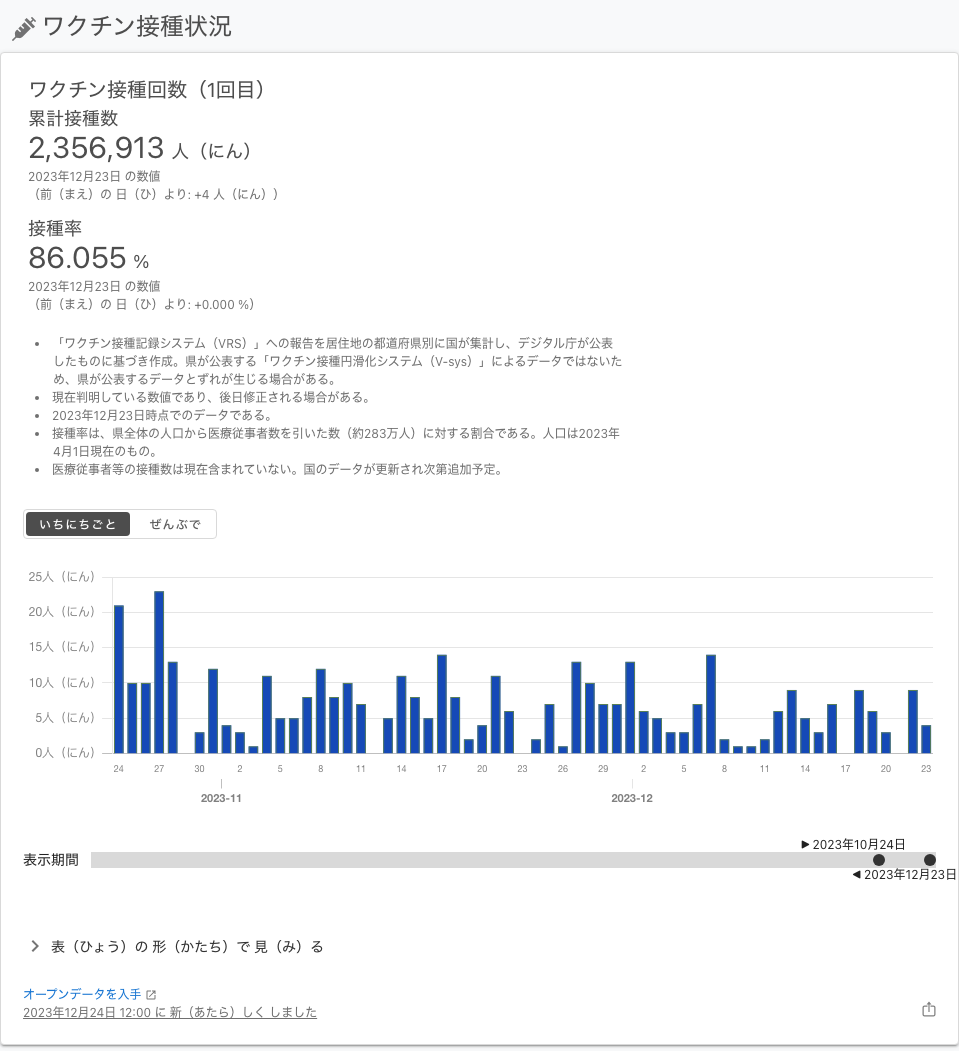 ワクチン接種状況
ワクチン接種回数（1回目）
累計接種数
2,356,913 人（にん）
2023年12月23日 の数値
（前（まえ）の 日（ひ）より: +4 人（にん））
接種率
86.055 %
2023年12月23日 の数値
（前（まえ）の 日（ひ）より: +0.000 %）
• 「ワクチン接種記録システム（VRS）」への報告を居住地の都道府県別に国が集計し、デジタル庁が公表
したものに基づき作成。県が公表する「ワクチン接種円滑化システム（V-sys）」によるデータではないた
め、県が公表するデータとずれが生じる場合がある。
• 現在判明している数値であり、後日修正される場合がある。
• 2023年12月23日時点でのデータである。
• 接種率は、県全体の人口から医療従事者数を引いた数（約283万人）に対する割合である。人口は2023年
4月1日現在のもの。
• 医療従事者等の接種数は現在含まれていない。国のデータが更新され次第追加予定。
いちにちごと ぜんぶで
25人（にん）
20人（にん）
15人（にん）
10人（にん）
5人（にん）
0人（にん）
24 27 30 2 5 8 11 14 17 20 23 26 29 2 5 8 11 14 17 20 23
2023-11 2023-12
▶ 2023年10月24日
表示期間
◀ 2023年12月23日
表（ひょう）の 形（かたち）で 見（み）る
オープンデータを入手
2023年12月24日 12:00 に 新（あたら）しく しました